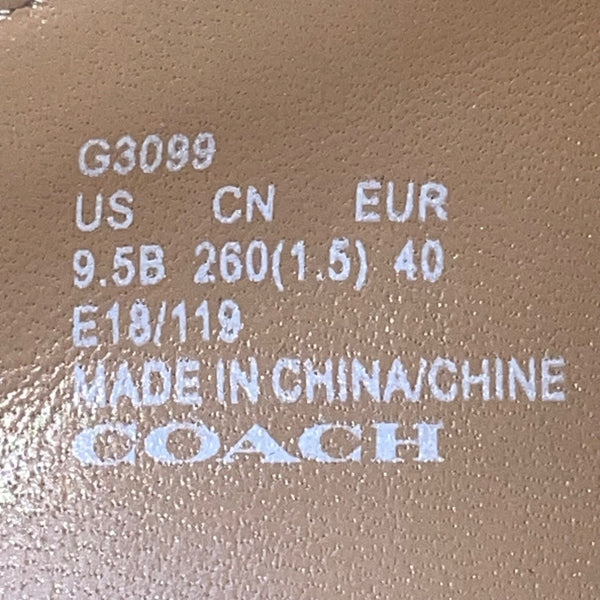 G3099
US CN EUR
9.5B 260(1.5) 40
E18/119
MADE IN CHINA/CHINE
COACH